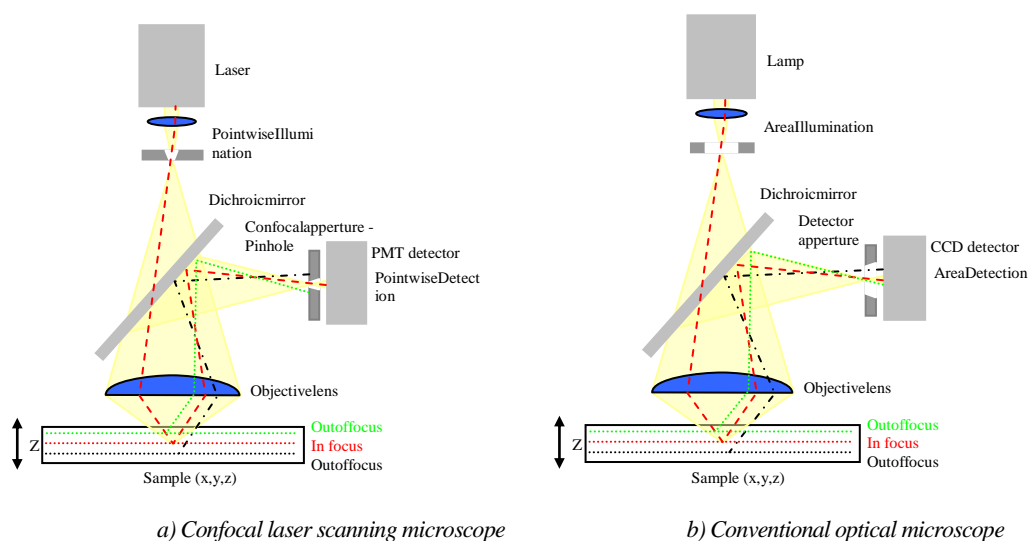 Laser
PointwiseIllumi
nation
Dichroicmirror
Confocalapperture -
Pinhole
PMT detector
PointwiseDetect
ion
Objectivelens
Outoffocus
In focus
Outoffocus
Z
Sample (x,y,z)
a) Confocal laser scanning microscope
Lamp
AreaIllumination
Dichroicmirror
Detector
apperture
CCD detector
AreaDetection
Objectivelens
Outoffocus
In focus
Outoffocus
Z
Sample (x,y,z)
b) Conventional optical microscope